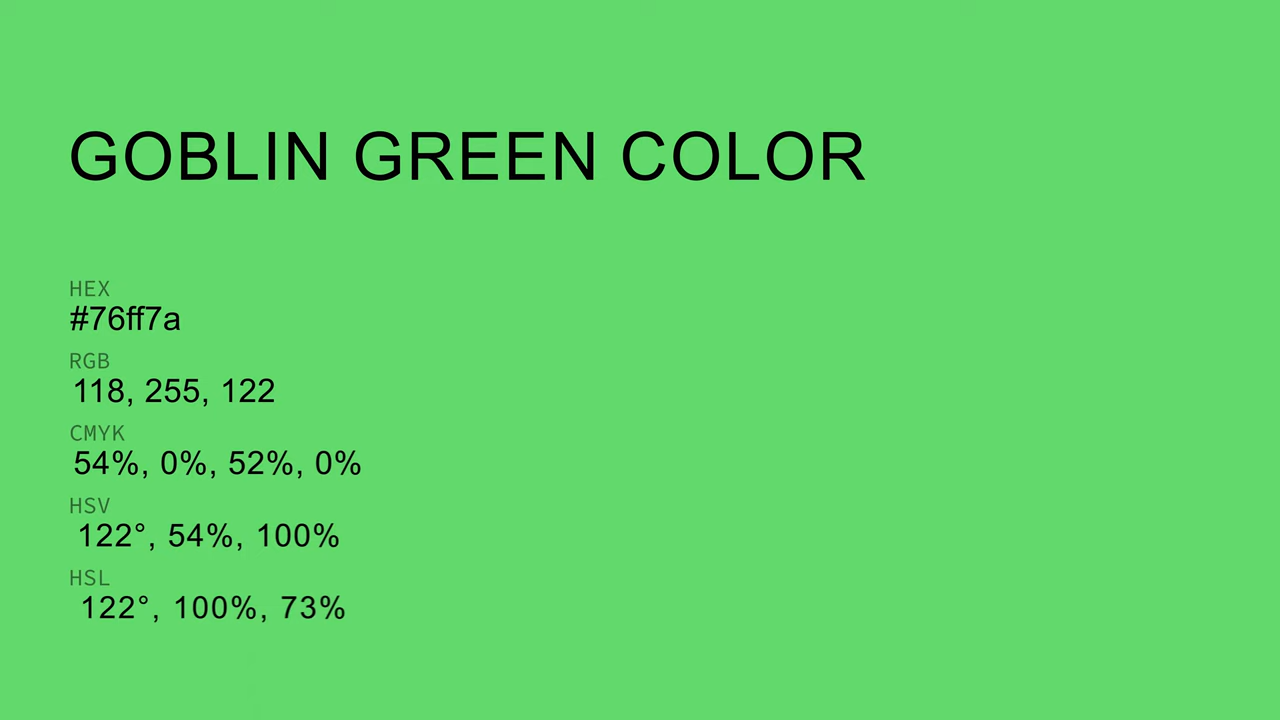 GOBLIN GREEN COLOR
HEX
#76ff7a
RGB
118, 255, 122
CMYK
54%, 0%, 52%, 0%
HSV
122°, 54%, 100%
HSL
122°, 100%, 73%